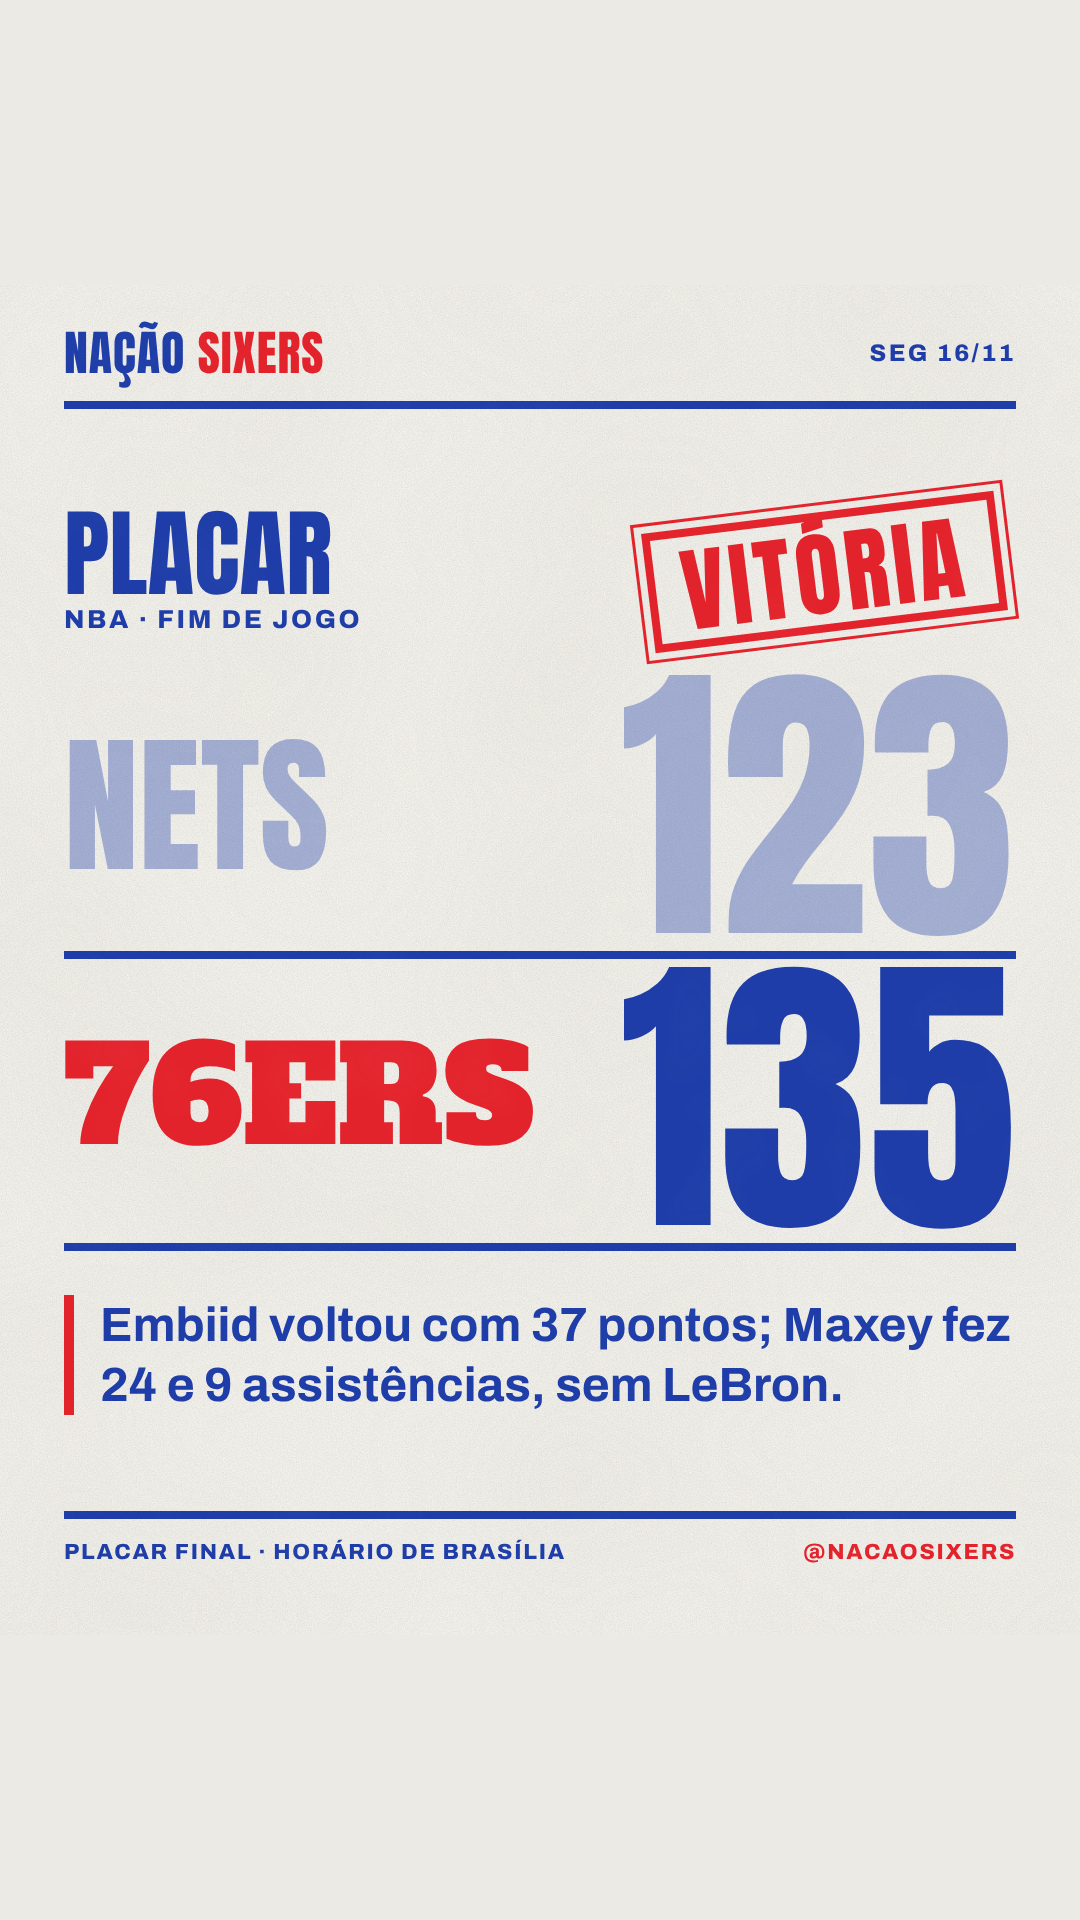 NAÇÃO SIXERS
SEG 16/11
PLACAR
NBA · FIM DE JOGO
VITÓRIA
NETS 123
76ERS 135
Embiid voltou com 37 pontos; Maxey fez
24 e 9 assistências, sem LeBron.
PLACAR FINAL · HORÁRIO DE BRASÍLIA
@NACAOSIXERS